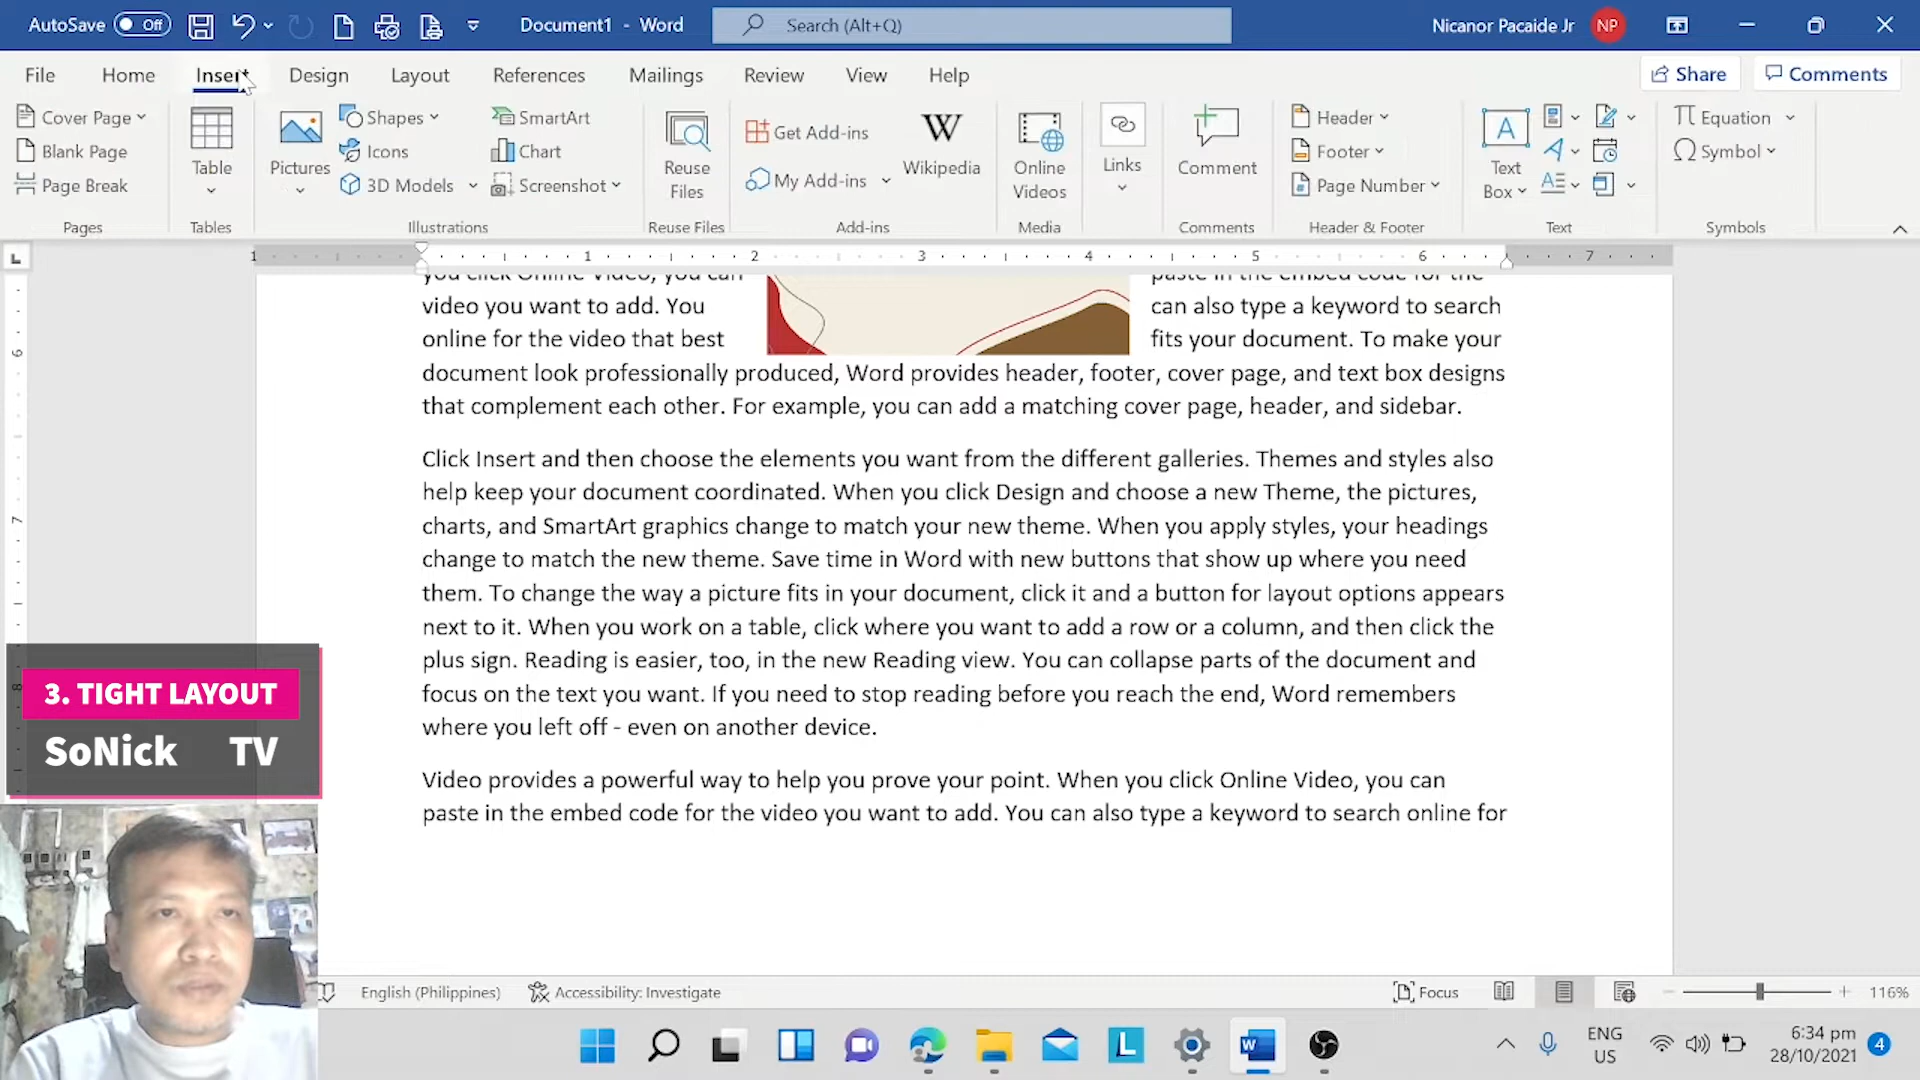 AutoSave Off Document1 - Word Search (Alt+Q) Nicanor Pacaide Jr NP
File Home Insert Design Layout References Mailings Review View Help Share Comments
Cover Page
Blank Page
Page Break
Pages
Table
Tables
Pictures
Shapes
Icons
3D Models
SmartArt
Chart
Screenshot
Illustrations
Reuse
Files
Reuse Files
Get Add-ins
My Add-ins
W
Wikipedia
Add-ins
Online
Videos
Media
Links
Comment
Comments
Header
Footer
Page Number
Header & Footer
A
Text
Box
Text
Equation
Symbol
Symbols
L
1 1 2 3 4 5 6 7
6
7
8
you click Online Video, you can
video you want to add. You
online for the video that best
paste in the embed code for the
can also type a keyword to search
fits your document. To make your
document look professionally produced, Word provides header, footer, cover page, and text box designs
that complement each other. For example, you can add a matching cover page, header, and sidebar.
Click Insert and then choose the elements you want from the different galleries. Themes and styles also
help keep your document coordinated. When you click Design and choose a new Theme, the pictures,
charts, and SmartArt graphics change to match your new theme. When you apply styles, your headings
change to match the new theme. Save time in Word with new buttons that show up where you need
them. To change the way a picture fits in your document, click it and a button for layout options appears
next to it. When you work on a table, click where you want to add a row or a column, and then click the
plus sign. Reading is easier, too, in the new Reading view. You can collapse parts of the document and
focus on the text you want. If you need to stop reading before you reach the end, Word remembers
where you left off - even on another device.
Video provides a powerful way to help you prove your point. When you click Online Video, you can
paste in the embed code for the video you want to add. You can also type a keyword to search online for
3. TIGHT LAYOUT
SoNick TV
English (Philippines) Accessibility: Investigate Focus 116%
L W
ENG
US
6:34 pm
28/10/2021
4